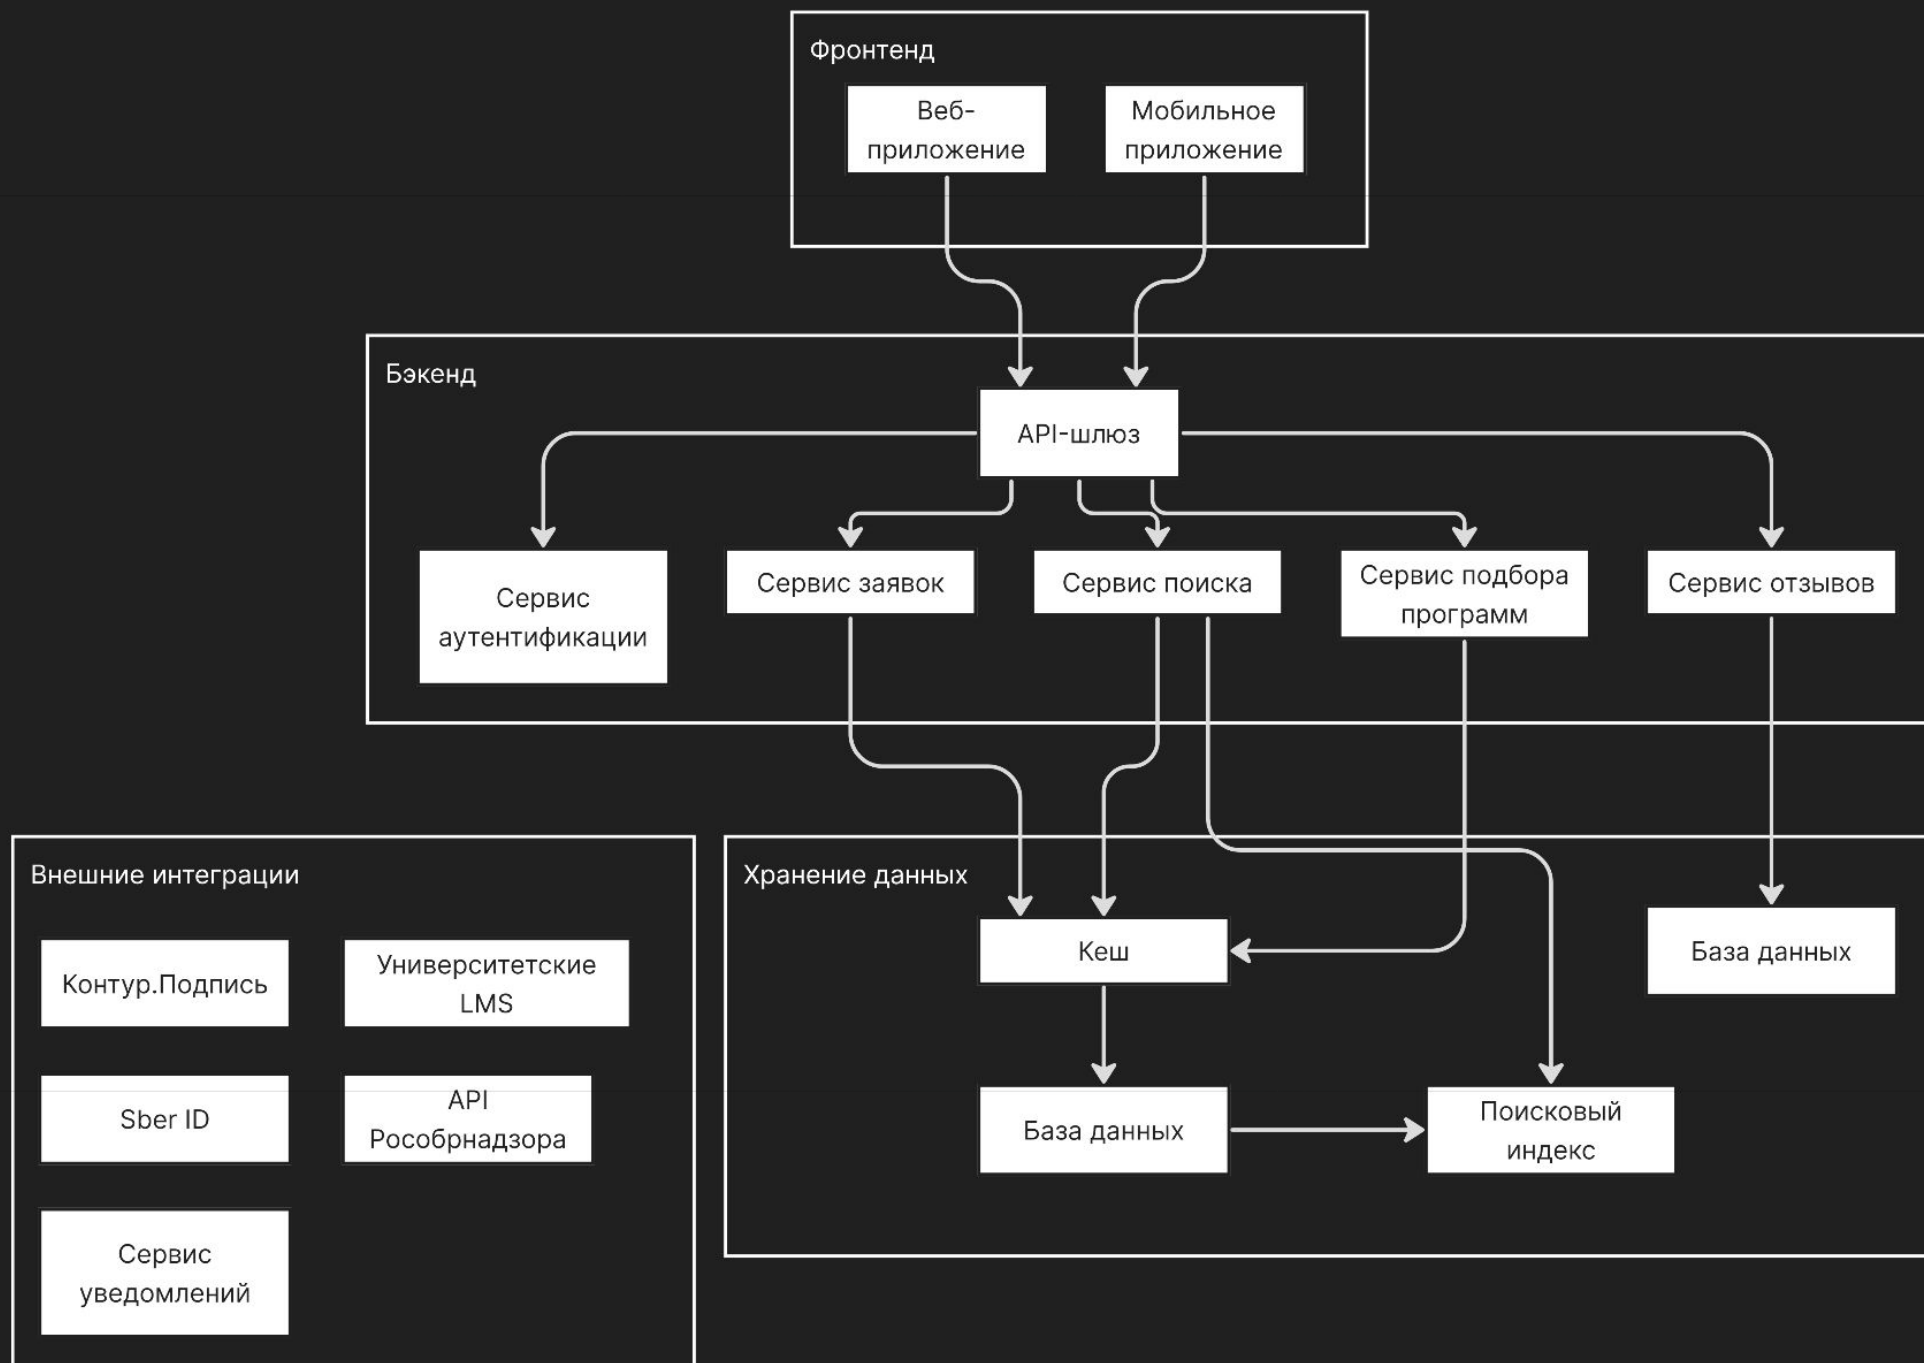 Фронтенд
Веб-
приложение
Мобильное
приложение
Бэкенд
API-шлюз
Сервис
аутентификации
Сервис заявок
Сервис поиска
Сервис подбора
программ
Сервис отзывов
Внешние интеграции
Контур.Подпись
Университетские
LMS
Sber ID
API
Рособрнадзора
Сервис
уведомлений
Хранение данных
Кеш
База данных
База данных
Поисковый
индекс